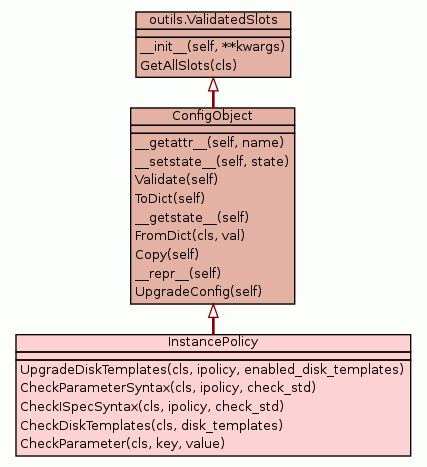 outils.ValidatedSlots
__init__(self, **kwargs)
GetAllSlots(cls)
ConfigObject
__getattr__(self, name)
__setstate__(self, state)
Validate(self)
ToDict(self)
__getstate__(self)
FromDict(cls, val)
Copy(self)
__repr__(self)
UpgradeConfig(self)
InstancePolicy
UpgradeDiskTemplates(cls, ipolicy, enabled_disk_templates)
CheckParameterSyntax(cls, ipolicy, check_std)
CheckISpecSyntax(cls, ipolicy, check_std)
CheckDiskTemplates(cls, disk_templates)
CheckParameter(cls, key, value)